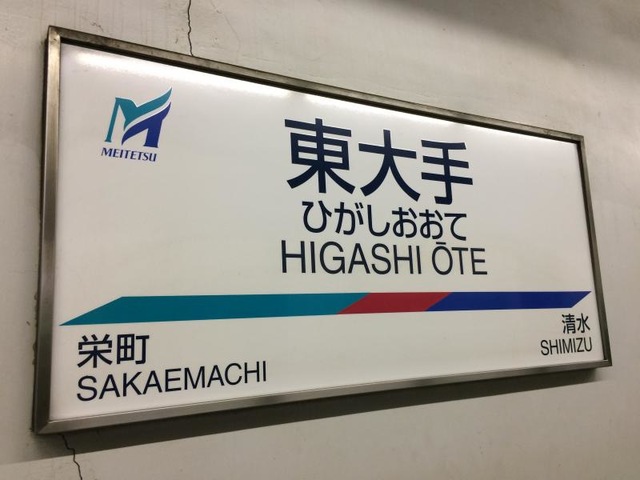 MEITETSU
東大手
ひがしおおて
HIGASHI ŌTE
栄町
SAKAEMACHI
清水
SHIMIZU